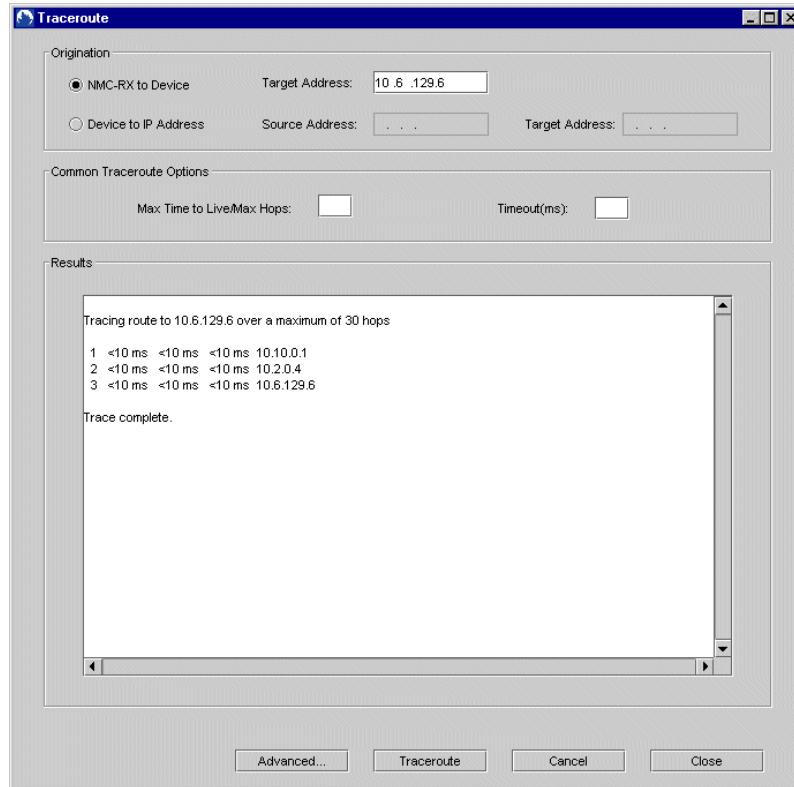 Traceroute
Origination
NMC-RX to Device Target Address: 10 .6 .129.6
Device to IP Address Source Address: . . . Target Address: . . .
Common Traceroute Options
Max Time to Live/Max Hops: Timeout(ms):
Results
Tracing route to 10.6.129.6 over a maximum of 30 hops
1 <10 ms <10 ms <10 ms 10.10.0.1
2 <10 ms <10 ms <10 ms 10.2.0.4
3 <10 ms <10 ms <10 ms 10.6.129.6
Trace complete.
Advanced... Traceroute Cancel Close